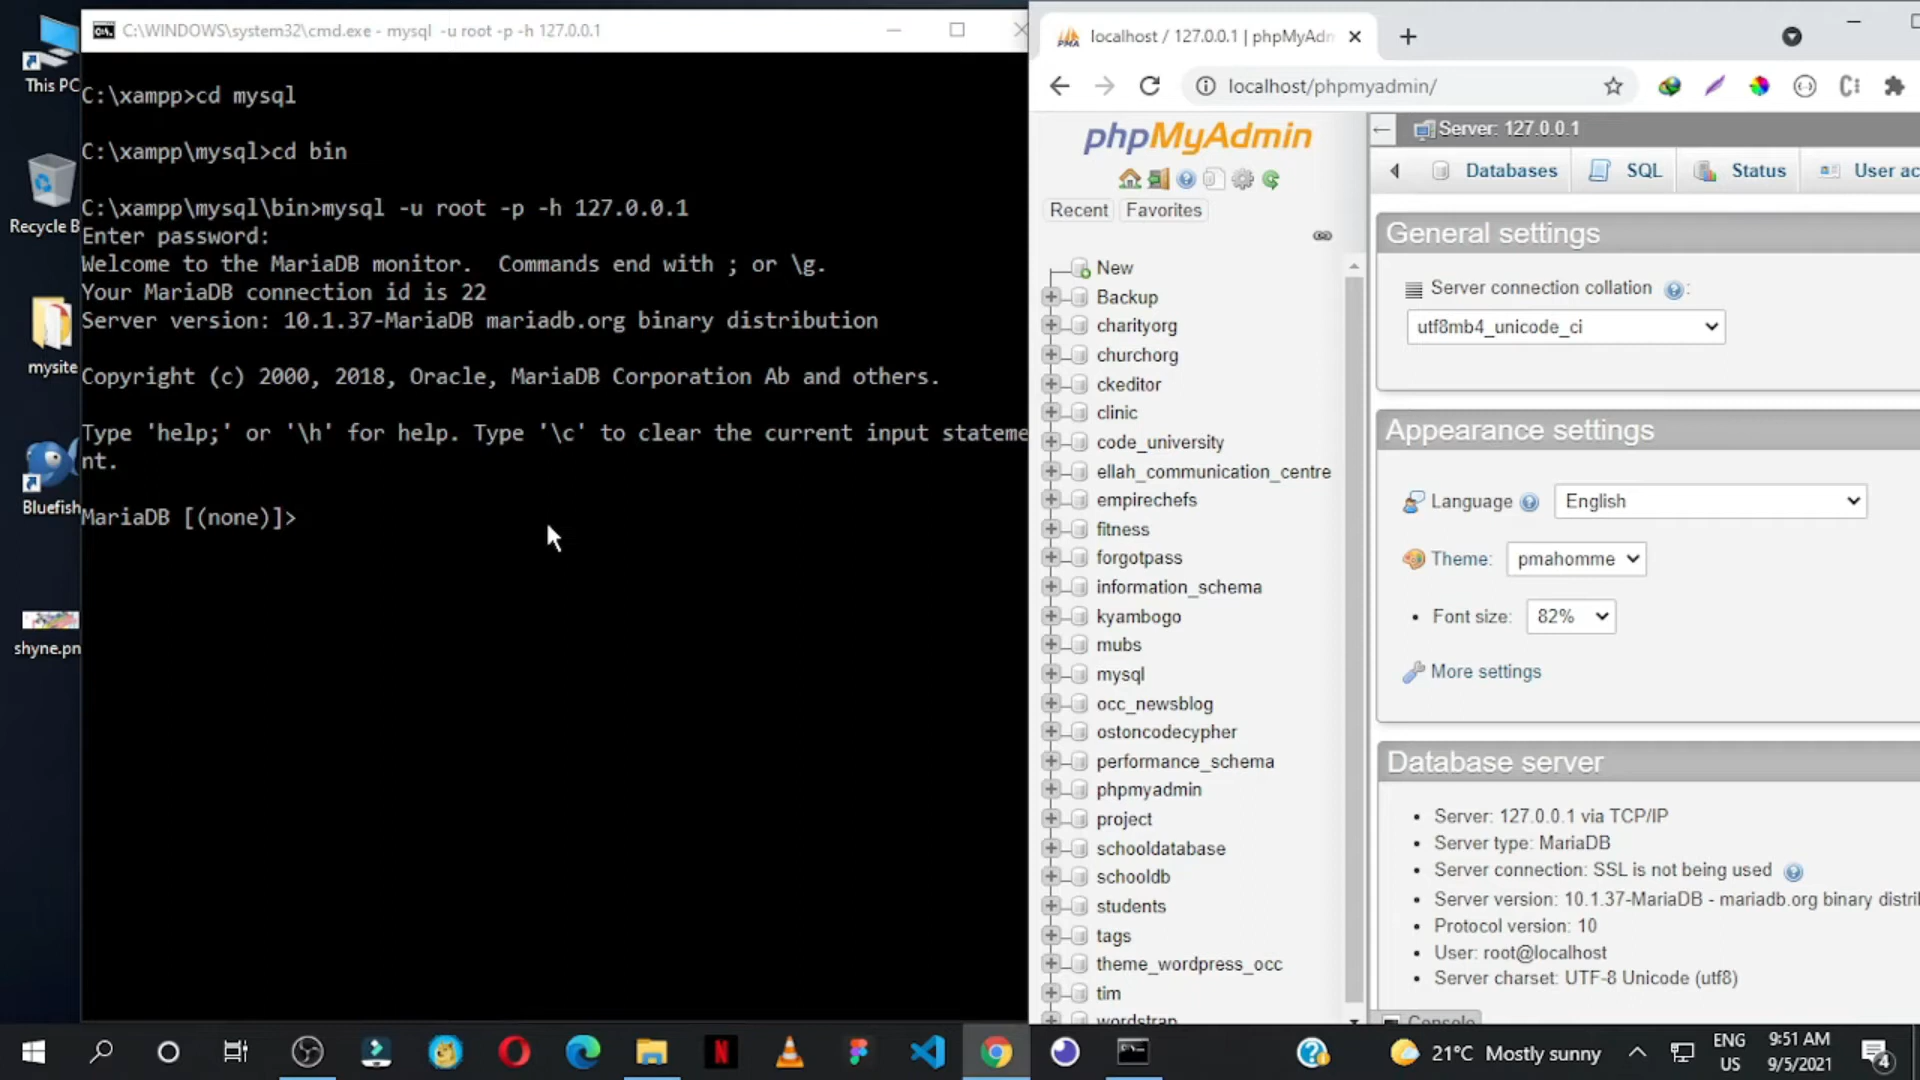 This PC
Recycle B
mysite
Bluefish
shyne.pn
C:\WINDOWS\system32\cmd.exe - mysql -u root -p -h 127.0.0.1
C:\xampp>cd mysql
C:\xampp\mysql>cd bin
C:\xampp\mysql\bin>mysql -u root -p -h 127.0.0.1
Enter password:
Welcome to the MariaDB monitor.  Commands end with ; or \g.
Your MariaDB connection id is 22
Server version: 10.1.37-MariaDB mariadb.org binary distribution
Copyright (c) 2000, 2018, Oracle, MariaDB Corporation Ab and others.
Type 'help;' or '\h' for help. Type '\c' to clear the current input stateme
nt.
MariaDB [(none)]>
localhost / 127.0.0.1 | phpMyAdm
localhost/phpmyadmin/
phpMyAdmin
Recent Favorites
New
Backup
charityorg
churchorg
ckeditor
clinic
code_university
ellah_communication_centre
empirechefs
fitness
forgotpass
information_schema
kyambogo
mubs
mysql
occ_newsblog
ostoncodecypher
performance_schema
phpmyadmin
project
schooldatabase
schooldb
students
tags
theme_wordpress_occ
tim
wordstrap
Server: 127.0.0.1
Databases SQL Status User ac
General settings
Server connection collation :
utf8mb4_unicode_ci
Appearance settings
Language English
Theme: pmahomme
Font size: 82%
More settings
Database server
Server: 127.0.0.1 via TCP/IP
Server type: MariaDB
Server connection: SSL is not being used
Server version: 10.1.37-MariaDB - mariadb.org binary distri
Protocol version: 10
User: root@localhost
Server charset: UTF-8 Unicode (utf8)
Console
21°C Mostly sunny
ENG
US
9:51 AM
9/5/2021
4